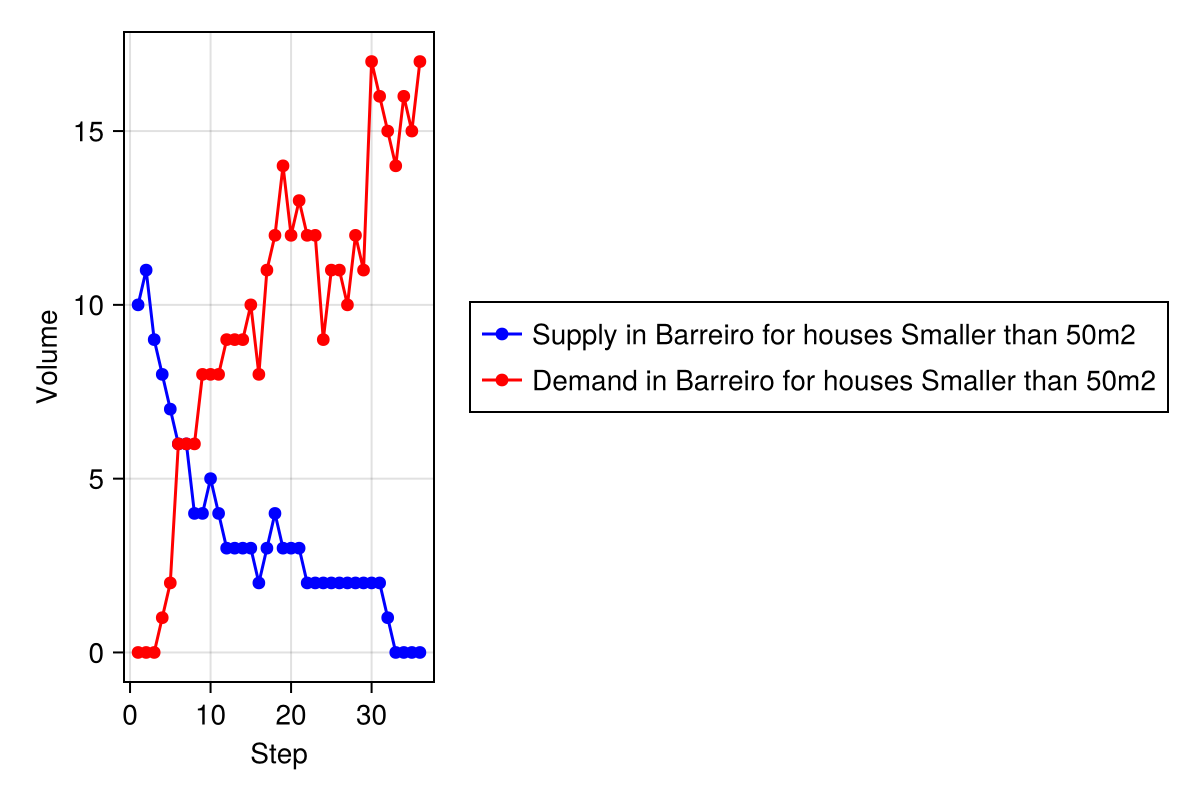 Volume
15
10
5
0
0 10 20 30
Step
Supply in Barreiro for houses Smaller than 50m2
Demand in Barreiro for houses Smaller than 50m2